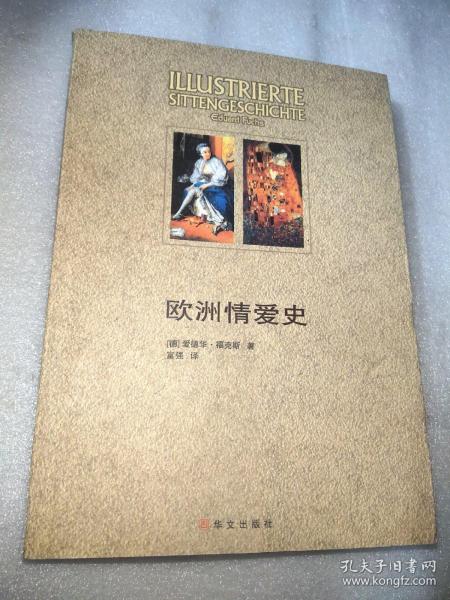 ILLUSTRIERTE
SITTENGESCHICHTE
Eduard Fuchs
欧洲情爱史
[德] 爱德华·福克斯 著
富强 译
华文出版社
孔夫子旧书网
www.kongfz.com